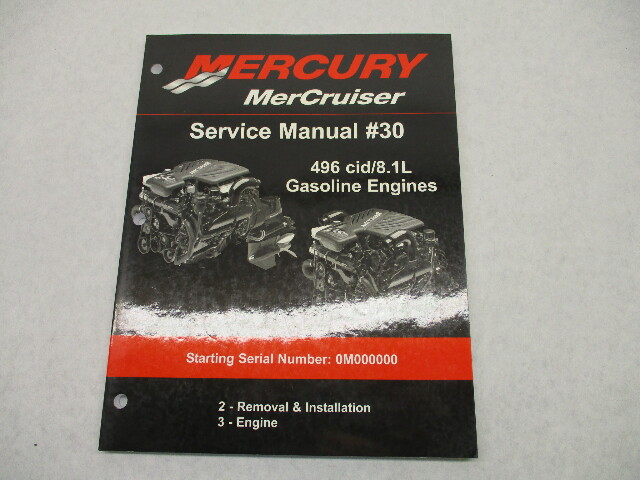 MERCURY
MerCruiser
Service Manual #30
496 cid/8.1L
Gasoline Engines
Starting Serial Number: 0M000000
2 - Removal & Installation
3 - Engine